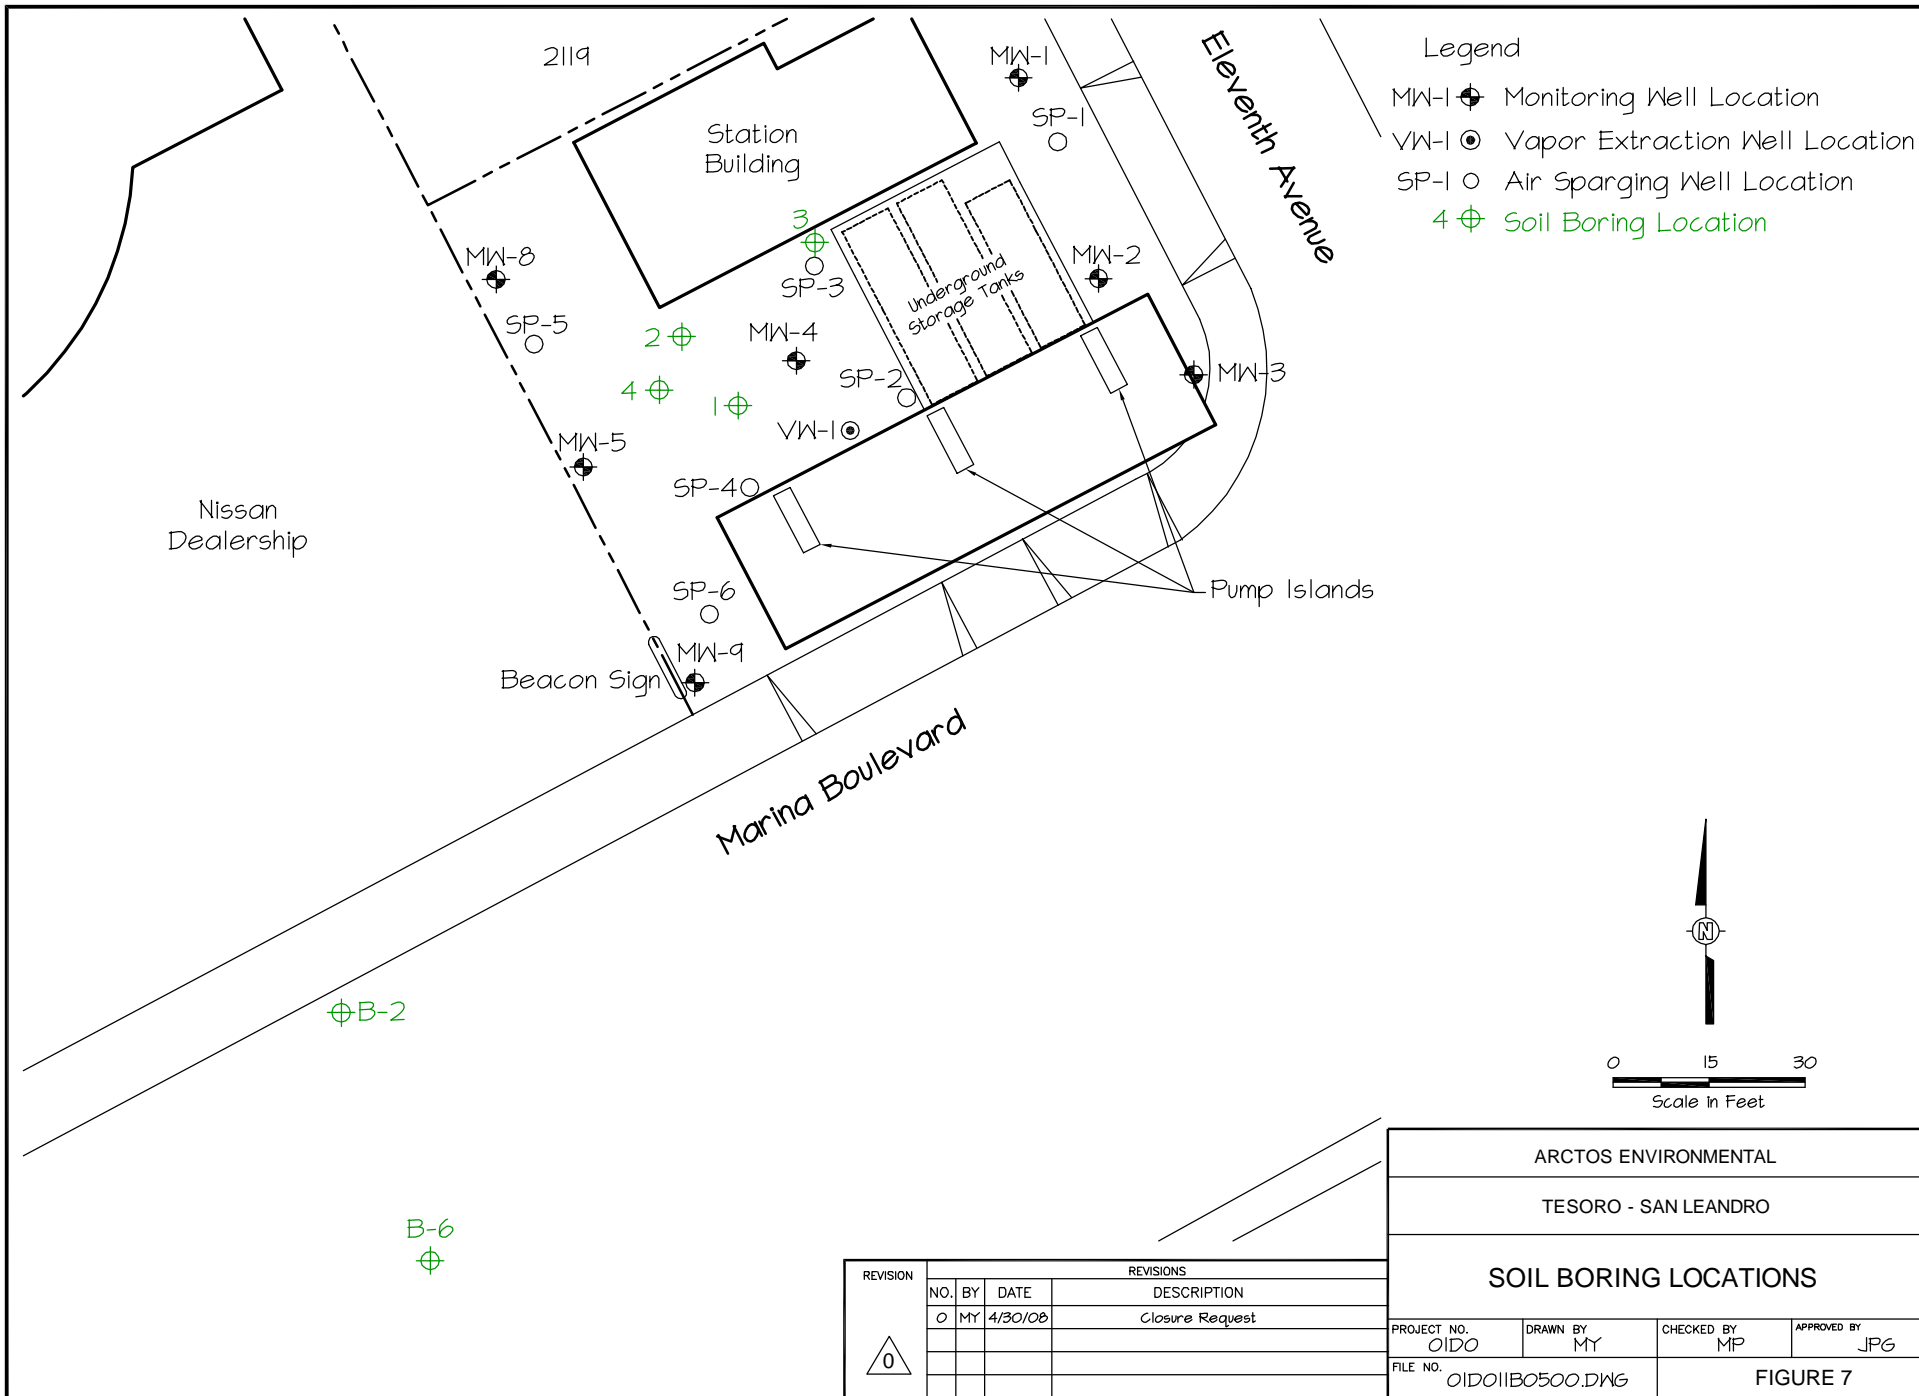 2119
Station
Building
MW-1
SP-1
Eleventh Avenue
Legend
MW-1 Monitoring Well Location
VW-1 Vapor Extraction Well Location
SP-1 Air Sparging Well Location
4 Soil Boring Location
3
MW-8
SP-3
Underground
Storage Tanks
MW-2
SP-5
2
MW-4
4
1
SP-2
MW-3
VW-1
MW-5
SP-4
Nissan
Dealership
Pump Islands
SP-6
MW-9
Beacon Sign
Marina Boulevard
N
B-2
0 15 30
Scale in Feet
B-6
REVISION
0
REVISIONS
NO. BY DATE DESCRIPTION
0 MY 4/30/08 Closure Request
ARCTOS ENVIRONMENTAL
TESORO - SAN LEANDRO
SOIL BORING LOCATIONS
PROJECT NO. 01DO
DRAWN BY MY
CHECKED BY MP
APPROVED BY JPG
FILE NO. 01D011B0500.DWG
FIGURE 7